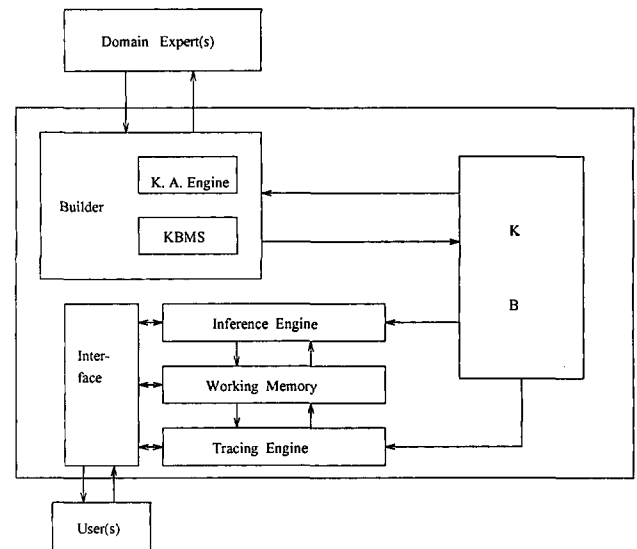 Domain Expert(s)
K. A. Engine
Builder
KBMS
K
B
Inference Engine
Inter-
face
Working Memory
Tracing Engine
User(s)